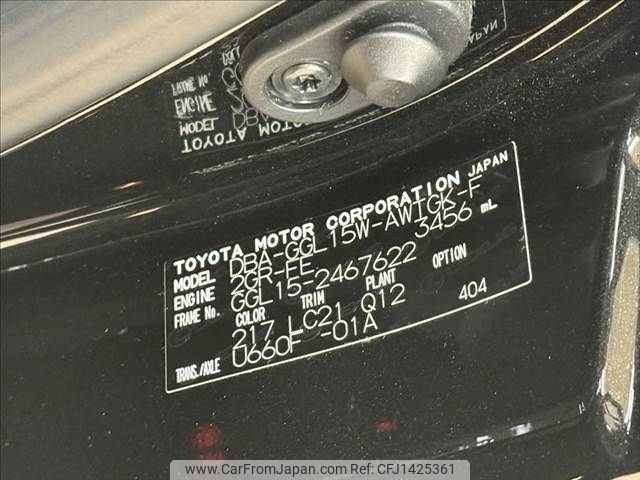 TOYOTA MOTOR CORPORATION JAPAN
MODEL DBA-GGL15W-AWTGK-F
ENGINE 2GR-FE 3456 mL
FRAME No. GGL15-2467622
COLOR TRIM PLANT OPTION
217 LC21 Q12 404
TRANS./AXLE U660F -01A
www.CarFromJapan.com CFJ1425361